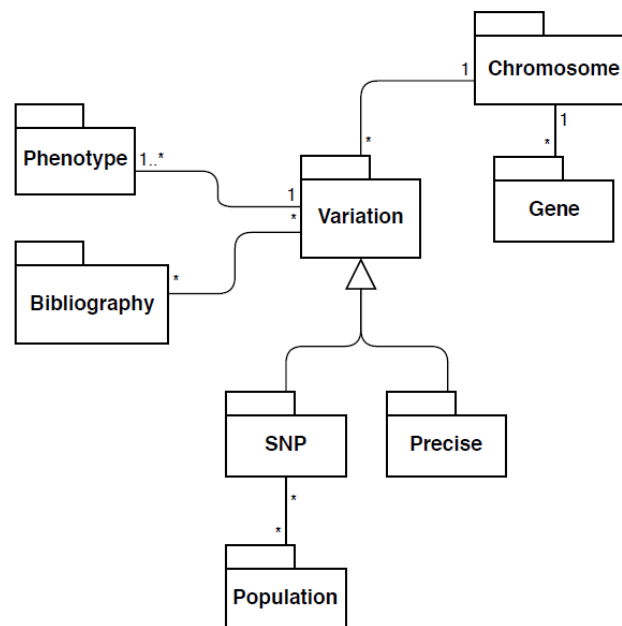 Chromosome
1
1
*
*
Phenotype
1..*
Gene
1
Variation
*
Bibliography
*
SNP
Precise
*
*
Population